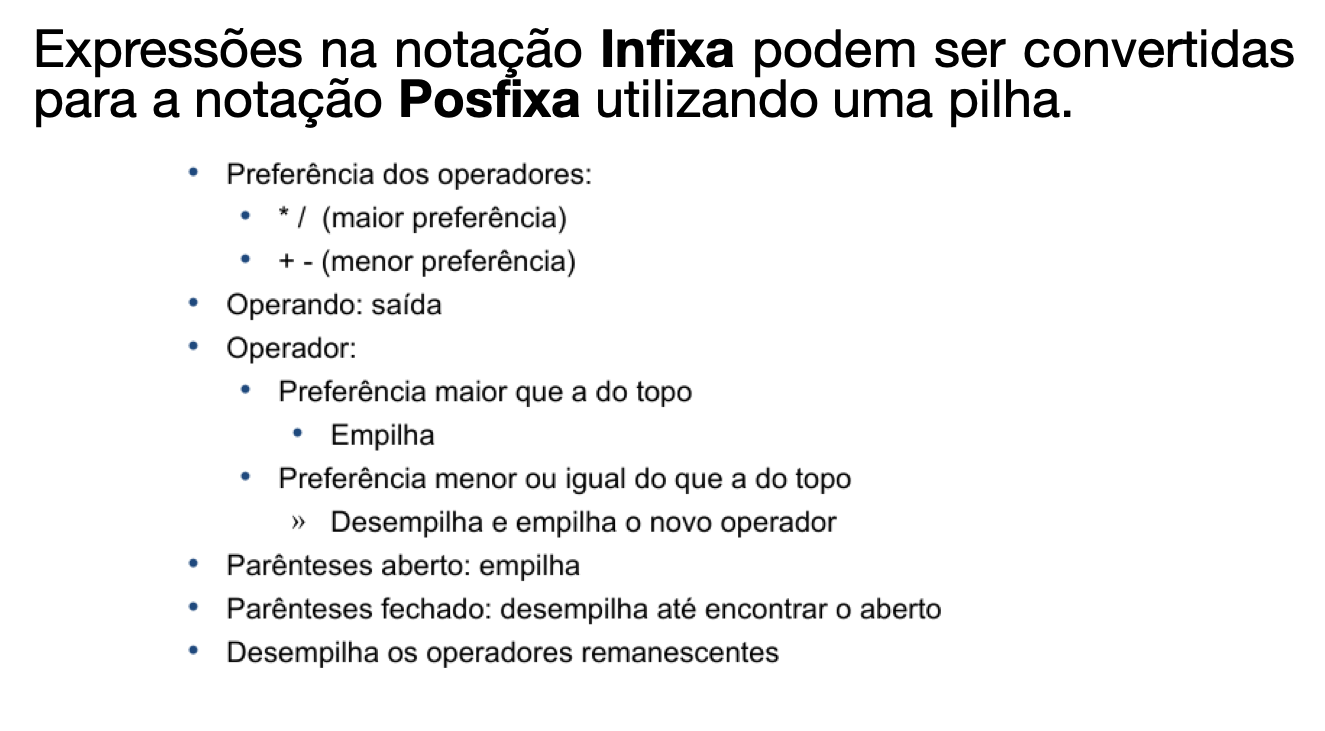 Expressões na notação Infixa podem ser convertidas
para a notação Posfixa utilizando uma pilha.
• Preferência dos operadores:
• * / (maior preferência)
• + - (menor preferência)
• Operando: saída
• Operador:
• Preferência maior que a do topo
• Empilha
• Preferência menor ou igual do que a do topo
» Desempilha e empilha o novo operador
• Parênteses aberto: empilha
• Parênteses fechado: desempilha até encontrar o aberto
• Desempilha os operadores remanescentes